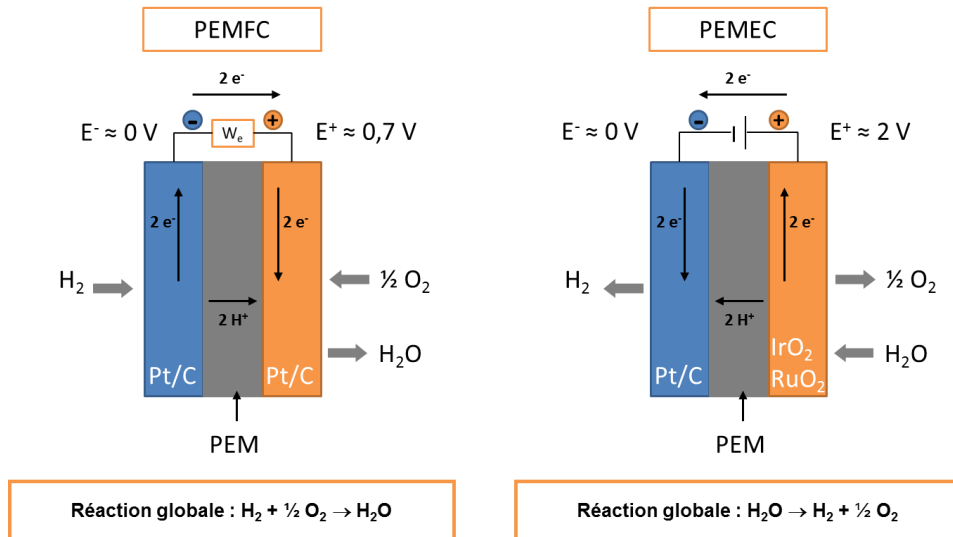 PEMFC
2 e⁻
E⁻ ≈ 0 V
-
Wₑ
+
E⁺ ≈ 0,7 V
2 e⁻
2 e⁻
H₂
½ O₂
2 H⁺
H₂O
Pt/C
Pt/C
PEM
Réaction globale : H₂ + ½ O₂ → H₂O
PEMEC
2 e⁻
E⁻ ≈ 0 V
-
+
E⁺ ≈ 2 V
2 e⁻
2 e⁻
H₂
½ O₂
2 H⁺
H₂O
Pt/C
IrO₂
RuO₂
PEM
Réaction globale : H₂O → H₂ + ½ O₂